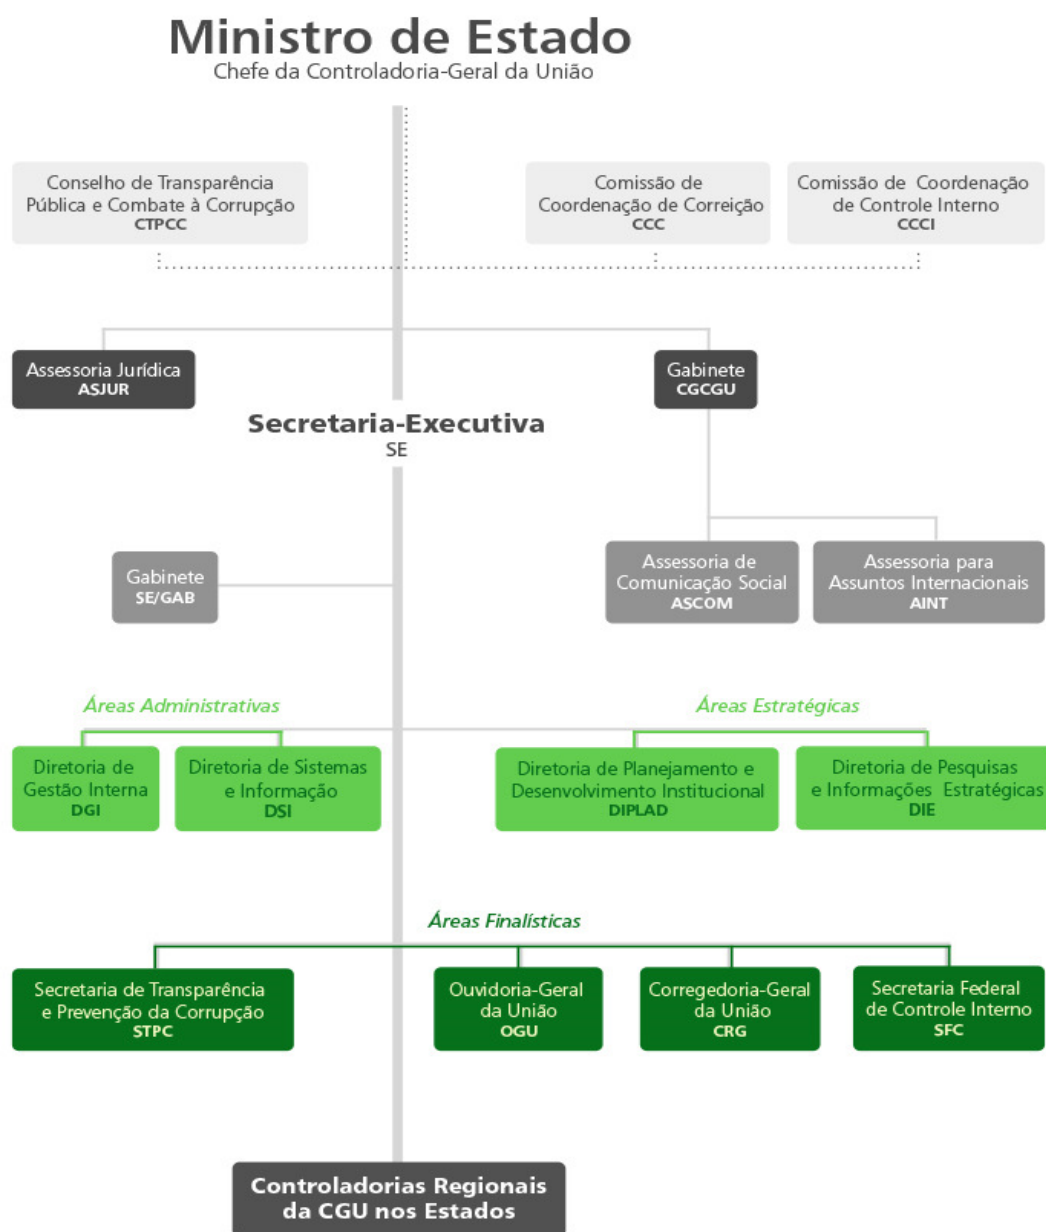 Ministro de Estado
Chefe da Controladoria-Geral da União
Conselho de Transparência
Pública e Combate à Corrupção
CTPCC
Comissão de
Coordenação de Correição
CCC
Comissão de Coordenação
de Controle Interno
CCCI
Assessoria Jurídica
ASJUR
Gabinete
CGCGU
Secretaria-Executiva
SE
Gabinete
SE/GAB
Assessoria de
Comunicação Social
ASCOM
Assessoria para
Assuntos Internacionais
AINT
Áreas Administrativas
Áreas Estratégicas
Diretoria de
Gestão Interna
DGI
Diretoria de Sistemas
e Informação
DSI
Diretoria de Planejamento e
Desenvolvimento Institucional
DIPLAD
Diretoria de Pesquisas
e Informações Estratégicas
DIE
Áreas Finalísticas
Secretaria de Transparência
e Prevenção da Corrupção
STPC
Ouvidoria-Geral
da União
OGU
Corregedoria-Geral
da União
CRG
Secretaria Federal
de Controle Interno
SFC
Controladorias Regionais
da CGU nos Estados